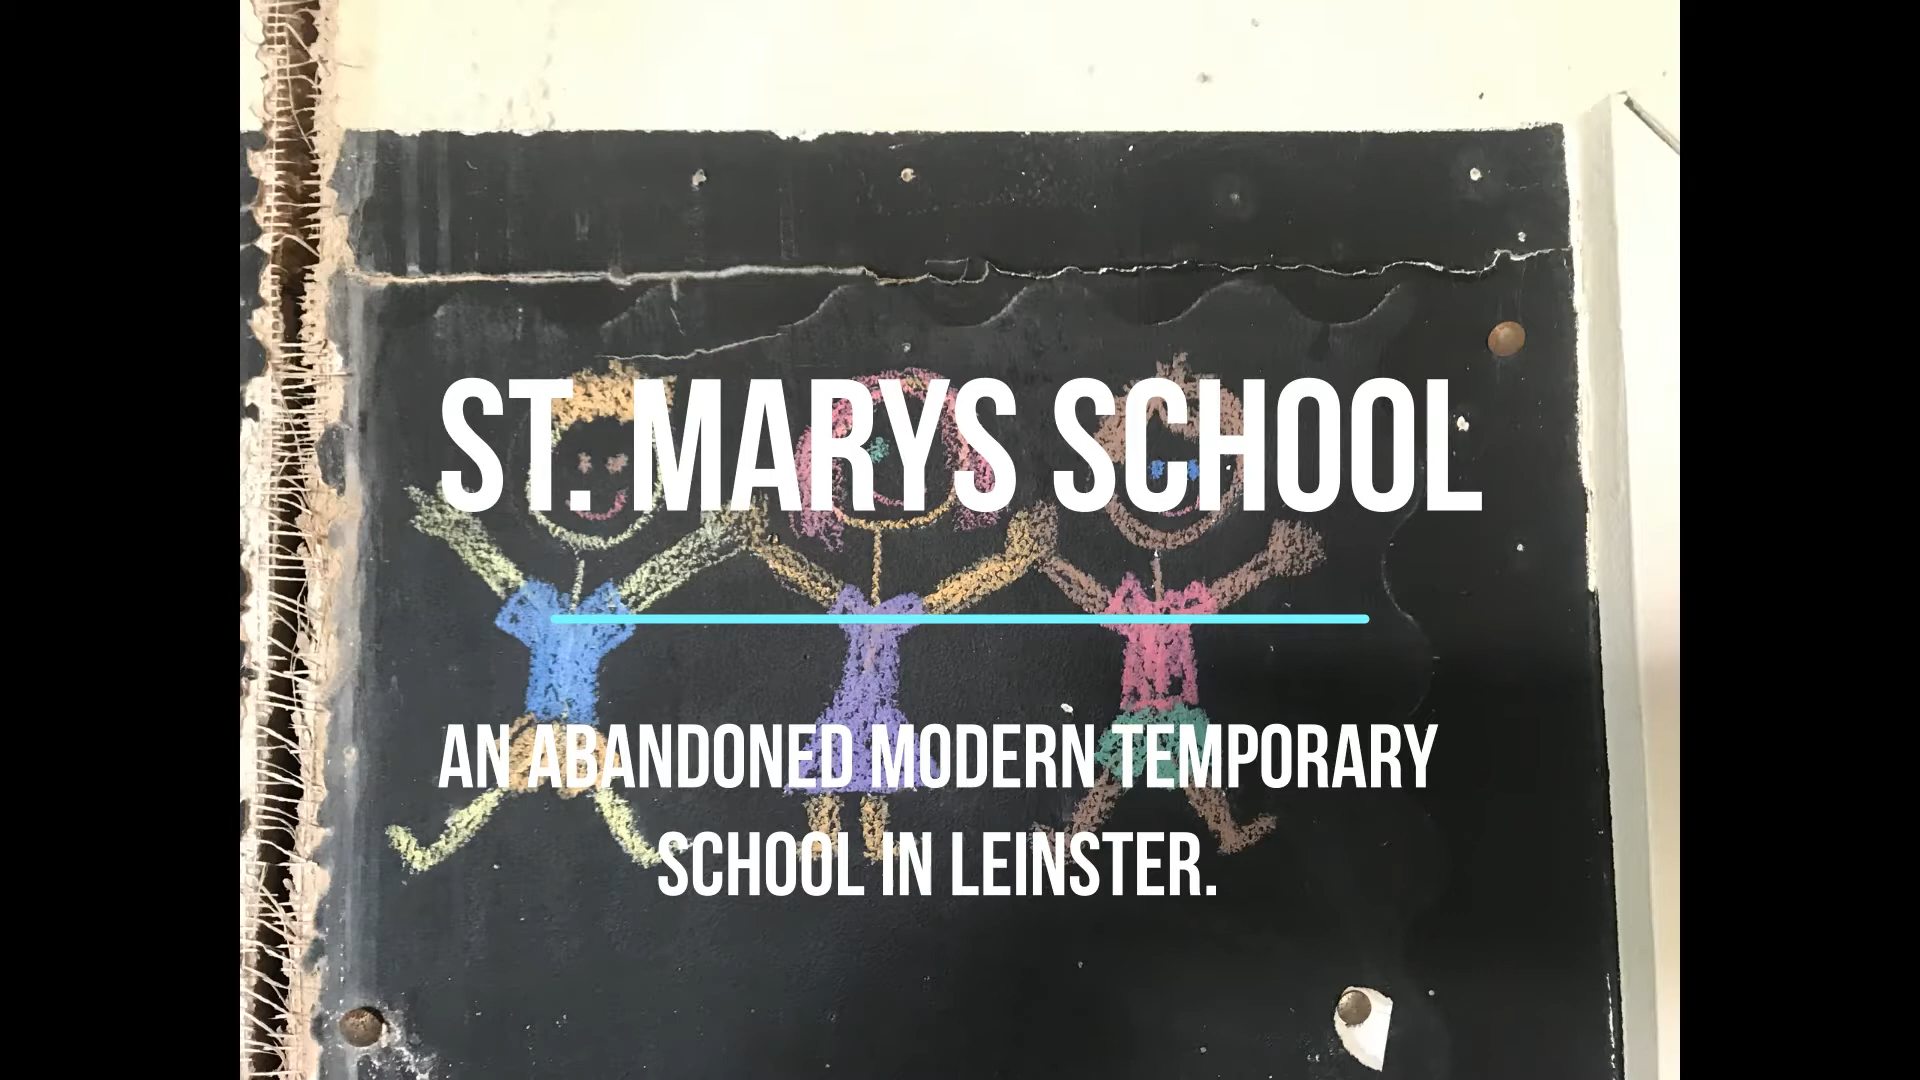 ST. MARYS SCHOOL
AN ABANDONED MODERN TEMPORARY
SCHOOL IN LEINSTER.